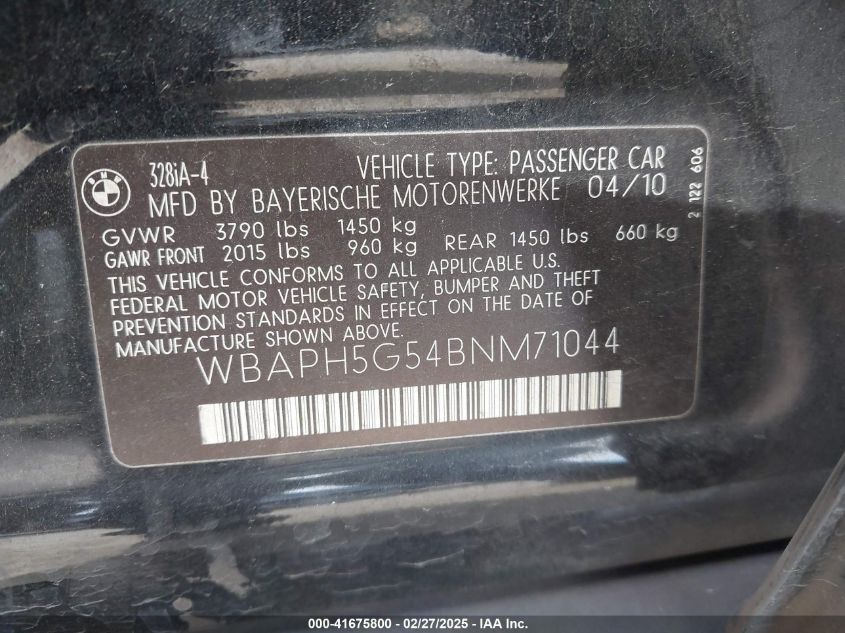 BMW
328iA-4 VEHICLE TYPE: PASSENGER CAR
MFD BY BAYERISCHE MOTORENWERKE 04/10
GVWR 3790 lbs 1450 kg
GAWR FRONT 2015 lbs 960 kg REAR 1450 lbs 660 kg
THIS VEHICLE CONFORMS TO ALL APPLICABLE U.S.
FEDERAL MOTOR VEHICLE SAFETY, BUMPER AND THEFT
PREVENTION STANDARDS IN EFFECT ON THE DATE OF
MANUFACTURE SHOWN ABOVE.
WBAPH5G54BNM71044
2 122 606
000-41675800 - 02/27/2025 - IAA Inc.